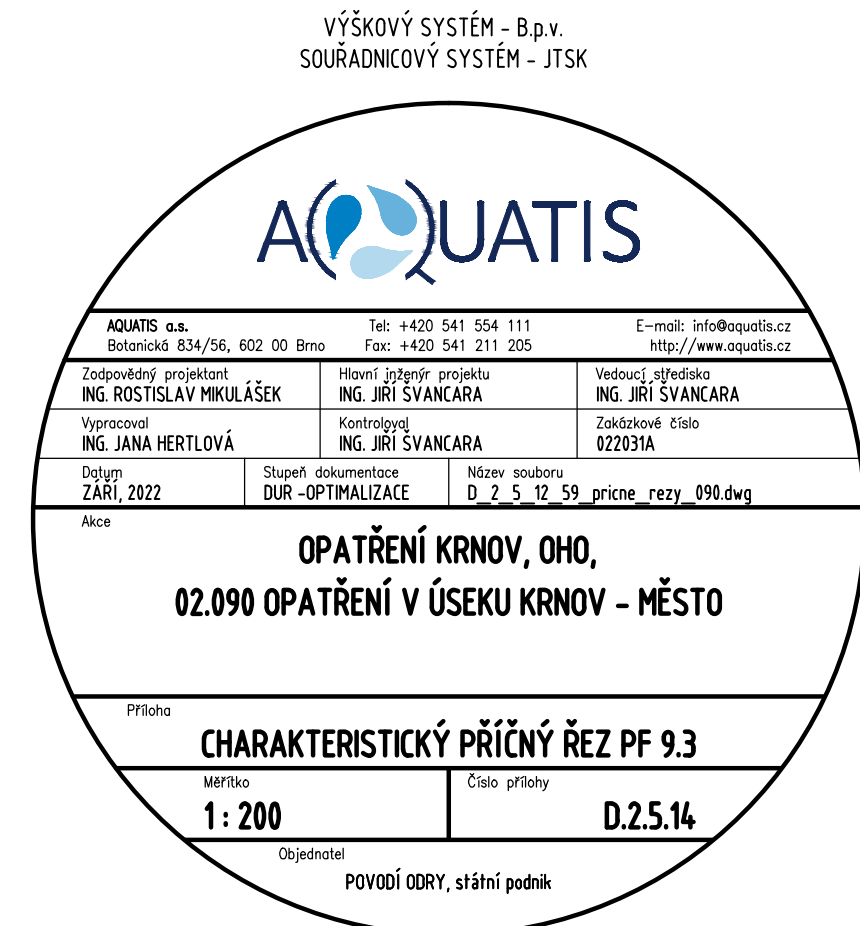 VÝŠKOVÝ SYSTÉM - B.p.v.
SOUŘADNICOVÝ SYSTÉM - JTSK
AQUATIS
AQUATIS a.s. Tel: +420 541 554 111 E-mail: info@aquatis.cz
Botanická 834/56, 602 00 Brno Fax: +420 541 211 205 http://www.aquatis.cz
Zodpovědný projektant Hlavní inženýr projektu Vedoucí střediska
ING. ROSTISLAV MIKULÁŠEK ING. JIŘÍ ŠVANCARA ING. JIŘÍ ŠVANCARA
Vypracoval Kontroloval Zakázkové číslo
ING. JANA HERTLOVÁ ING. JIŘÍ ŠVANCARA 022031A
Datum Stupeň dokumentace Název souboru
ZÁŘÍ, 2022 DUR -OPTIMALIZACE D_2_5_12_59_pricne_rezy_090.dwg
Akce
OPATŘENÍ KRNOV, OHO,
02.090 OPATŘENÍ V ÚSEKU KRNOV - MĚSTO
Příloha
CHARAKTERISTICKÝ PŘÍČNÝ ŘEZ PF 9.3
Měřítko Číslo přílohy
1 : 200 D.2.5.14
Objednatel
POVODÍ ODRY, státní podnik